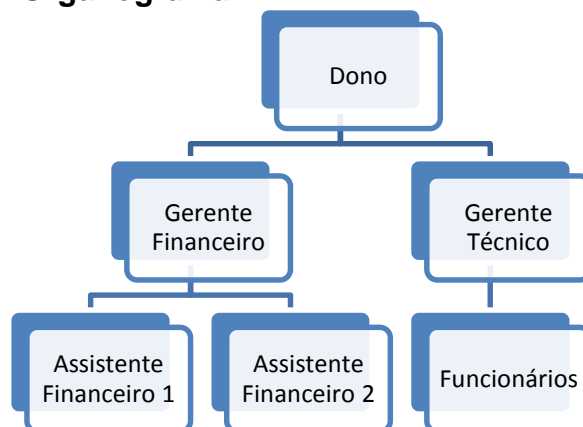 Dono
Gerente
Financeiro
Gerente
Técnico
Assistente
Financeiro 1
Assistente
Financeiro 2
Funcionários